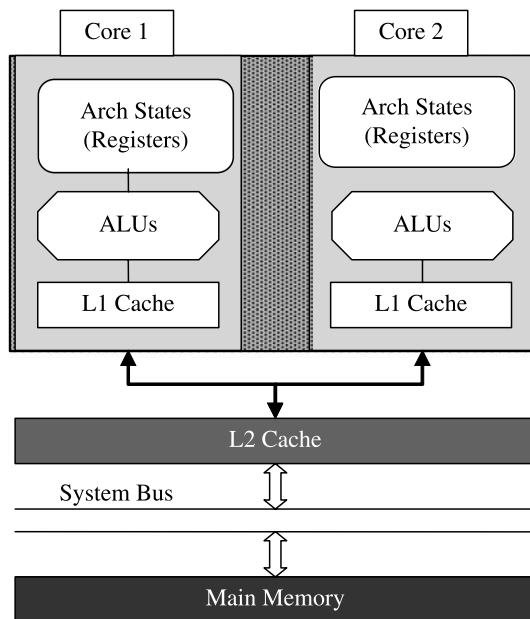 Core 1
Core 2
Arch States
(Registers)
Arch States
(Registers)
ALUs
ALUs
L1 Cache
L1 Cache
L2 Cache
System Bus
Main Memory